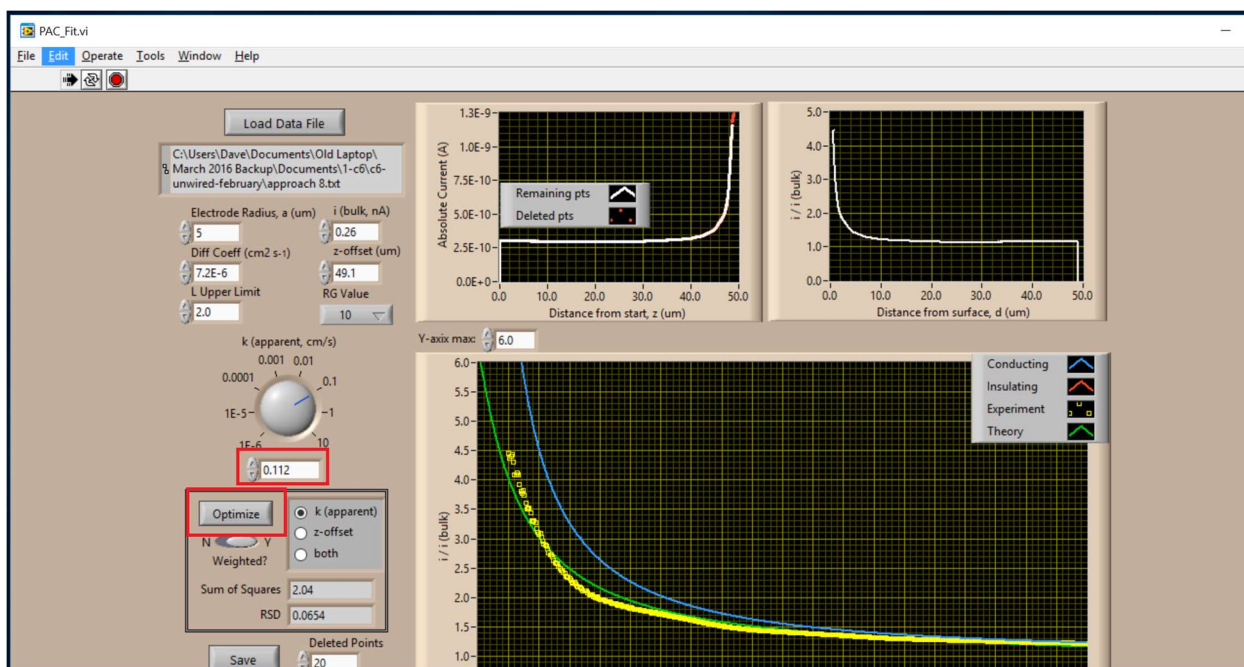 PAC_Fit.vi
File Edit Operate Tools Window Help
Load Data File
C:\Users\Dave\Documents\Old Laptop\
March 2016 Backup\Documents\1-c6\c6-
unwired-february\approach 8.txt
Electrode Radius, a (um) i (bulk, nA)
5 0.26
Diff Coeff (cm2 s-1) z-offset (um)
7.2E-6 49.1
L Upper Limit RG Value
2.0 10
k (apparent, cm/s)
0.001 0.01
0.0001 0.1
1E-5 1
1E-6 10
0.112
Optimize
k (apparent)
z-offset
both
N Y
Weighted?
Sum of Squares 2.04
RSD 0.0654
Deleted Points
Save 20
Absolute Current (A)
1.3E-9
1.0E-9
7.5E-10
5.0E-10
2.5E-10
0.0E+0
Remaining pts
Deleted pts
0.0 10.0 20.0 30.0 40.0 50.0
Distance from start, z (um)
i / i (bulk)
5.0
4.0
3.0
2.0
1.0
0.0
0.0 10.0 20.0 30.0 40.0 50.0
Distance from surface, d (um)
Y-axis max: 6.0
i / i (bulk)
6.0
5.5
5.0
4.5
4.0
3.5
3.0
2.5
2.0
1.5
1.0
Conducting
Insulating
Experiment
Theory